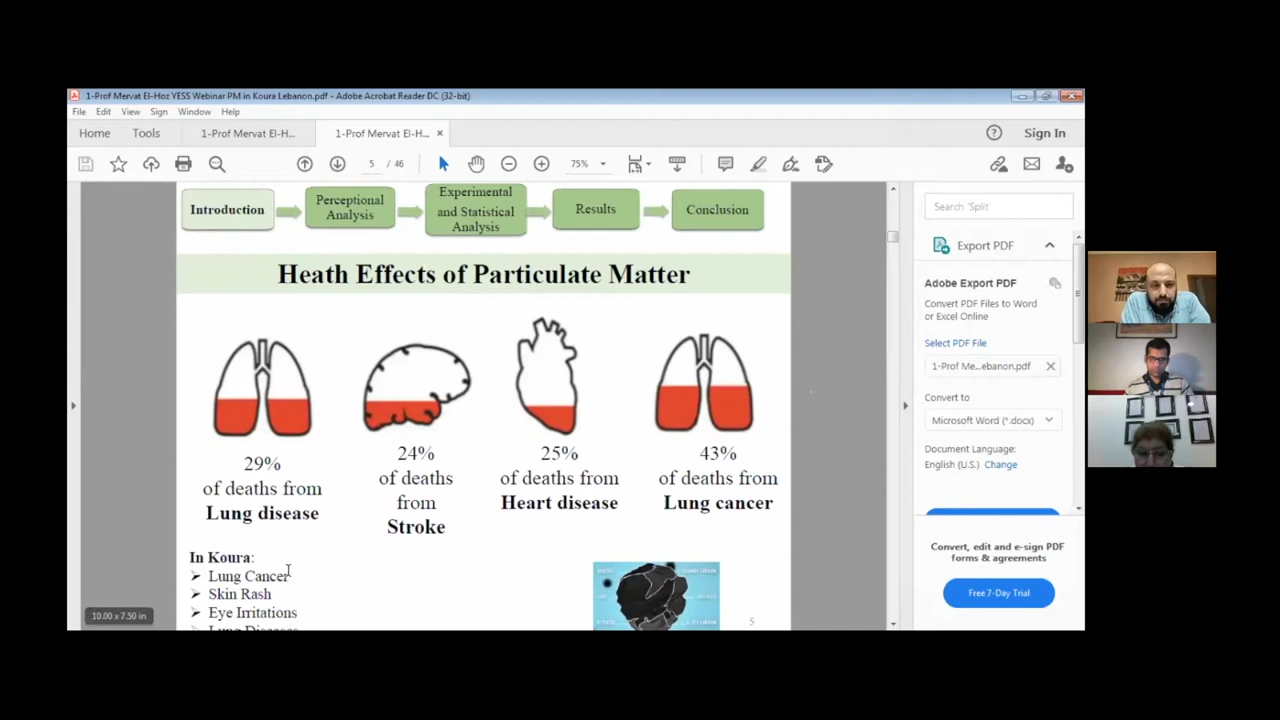 1-Prof Mervat El-Hoz YESS Webinar PM in Koura Lebanon.pdf - Adobe Acrobat Reader DC (32-bit)
File Edit View Sign Window Help
Home Tools 1-Prof Mervat El-H... 1-Prof Mervat El-H... × Sign In
5 / 46 75%
Introduction
Perceptional
Analysis
Experimental
and Statistical
Analysis
Results
Conclusion
Heath Effects of Particulate Matter
29%
of deaths from
Lung disease
24%
of deaths
from
Stroke
25%
of deaths from
Heart disease
43%
of deaths from
Lung cancer
In Koura:
➢ Lung Cancer
➢ Skin Rash
➢ Eye Irritations
Lung Diseases
5
10.00 x 7.50 in
Search 'Split'
Export PDF
Adobe Export PDF
Convert PDF Files to Word
or Excel Online
Select PDF File
1-Prof Me...ebanon.pdf
Convert to
Microsoft Word (*.docx)
Document Language:
English (U.S.) Change
Convert, edit and e-sign PDF
forms & agreements
Free 7-Day Trial